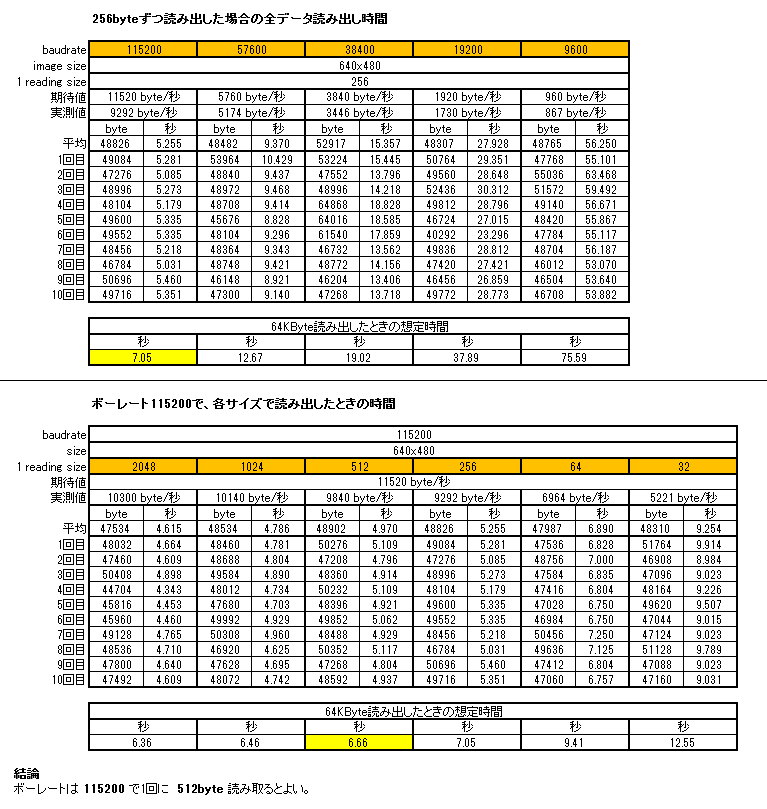 256byteずつ読み出した場合の全データ読み出し時間
baudrate 115200 57600 38400 19200 9600
image size 640x480
1 reading size 256
期待値 11520 byte/秒 5760 byte/秒 3840 byte/秒 1920 byte/秒 960 byte/秒
実測値 9292 byte/秒 5174 byte/秒 3446 byte/秒 1730 byte/秒 867 byte/秒
byte 秒 byte 秒 byte 秒 byte 秒 byte 秒
平均 48826 5.255 48482 9.370 52917 15.357 48307 27.928 48765 56.250
1回目 49084 5.281 53964 10.429 53224 15.445 50764 29.351 47768 55.101
2回目 47276 5.085 48840 9.437 47552 13.796 49560 28.648 55036 63.468
3回目 48996 5.273 48972 9.468 48996 14.218 52436 30.312 51572 59.492
4回目 48104 5.179 48708 9.414 64868 18.828 49812 28.796 49140 56.671
5回目 49600 5.335 45676 8.828 64016 18.585 46724 27.015 48420 55.867
6回目 49552 5.335 48104 9.296 61540 17.859 40292 23.296 47784 55.117
7回目 48456 5.218 48364 9.343 46732 13.562 49836 28.812 48704 56.187
8回目 46784 5.031 48748 9.421 48772 14.156 47420 27.421 46012 53.070
9回目 50696 5.460 46148 8.921 46204 13.406 46456 26.859 46504 53.640
10回目 49716 5.351 47300 9.140 47268 13.718 49772 28.773 46708 53.882
64KByte読み出したときの想定時間
秒 秒 秒 秒 秒
7.05 12.67 19.02 37.89 75.59
ボーレート115200で、各サイズで読み出したときの時間
baudrate 115200
size 640x480
1 reading size 2048 1024 512 256 64 32
期待値 11520 byte/秒
実測値 10300 byte/秒 10140 byte/秒 9840 byte/秒 9292 byte/秒 6964 byte/秒 5221 byte/秒
byte 秒 byte 秒 byte 秒 byte 秒 byte 秒 byte 秒
平均 47534 4.615 48534 4.786 48902 4.970 48826 5.255 47987 6.890 48310 9.254
1回目 48032 4.664 48460 4.781 50276 5.109 49084 5.281 47536 6.828 51764 9.914
2回目 47460 4.609 48688 4.804 47208 4.796 47276 5.085 48756 7.000 46908 8.984
3回目 50408 4.898 49584 4.890 48360 4.914 48996 5.273 47584 6.835 47096 9.023
4回目 44704 4.343 48012 4.734 50232 5.109 48104 5.179 47416 6.804 48164 9.226
5回目 45816 4.453 47680 4.703 48396 4.921 49600 5.335 47028 6.750 49620 9.507
6回目 45960 4.460 49992 4.929 49852 5.062 49552 5.335 46984 6.750 47044 9.015
7回目 49128 4.765 50308 4.960 48488 4.929 48456 5.218 50456 7.250 47124 9.023
8回目 48536 4.710 46920 4.625 50352 5.117 46784 5.031 49636 7.125 51128 9.789
9回目 47800 4.640 47628 4.695 47268 4.804 50696 5.460 47412 6.804 47088 9.023
10回目 47492 4.609 48072 4.742 48592 4.937 49716 5.351 47060 6.757 47160 9.031
64KByte読み出したときの想定時間
秒 秒 秒 秒 秒 秒
6.36 6.46 6.66 7.05 9.41 12.55
結論
ボーレートは 115200 で1回に 512byte 読み取るとよい。